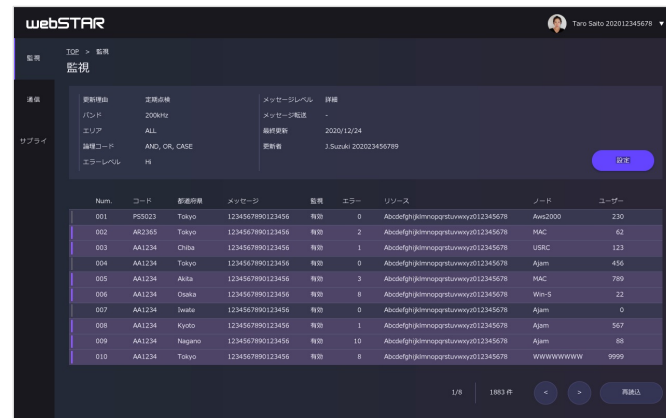 webSTAR
Taro Saito 202012345678 ▼
監視
通信
サプライ
TOP > 監視
監視
更新理由 定期点検
バンド 200kHz
エリア ALL
論理コード AND, OR, CASE
エラーレベル Hi
メッセージレベル 詳細
メッセージ転送 -
最終更新 2020/12/24
更新者 J.Suzuki 202023456789
設定
Num. コード 都道府県 メッセージ 監視 エラー リソース ノード ユーザー
001 PS5023 Tokyo 1234567890123456 有効 0 Abcdefghijklmnopqrstuvwxyz012345678 Aws2000 230
002 AR2365 Tokyo 1234567890123456 有効 2 Abcdefghijklmnopqrstuvwxyz012345678 MAC 62
003 AA1234 Chiba 1234567890123456 有効 1 Abcdefghijklmnopqrstuvwxyz012345678 USRC 123
004 AA1234 Tokyo 1234567890123456 有効 0 Abcdefghijklmnopqrstuvwxyz012345678 Ajam 456
005 AA1234 Akita 1234567890123456 有効 3 Abcdefghijklmnopqrstuvwxyz012345678 MAC 789
006 AA1234 Osaka 1234567890123456 有効 8 Abcdefghijklmnopqrstuvwxyz012345678 Win-S 22
007 AA1234 Iwate 1234567890123456 有効 0 Abcdefghijklmnopqrstuvwxyz012345678 Ajam 0
008 AA1234 Kyoto 1234567890123456 有効 1 Abcdefghijklmnopqrstuvwxyz012345678 Ajam 567
009 AA1234 Nagano 1234567890123456 有効 10 Abcdefghijklmnopqrstuvwxyz012345678 Ajam 88
010 AA1234 Tokyo 1234567890123456 有効 8 Abcdefghijklmnopqrstuvwxyz012345678 WWWWWWWW 9999
1/8 1883 件 < > 再読込